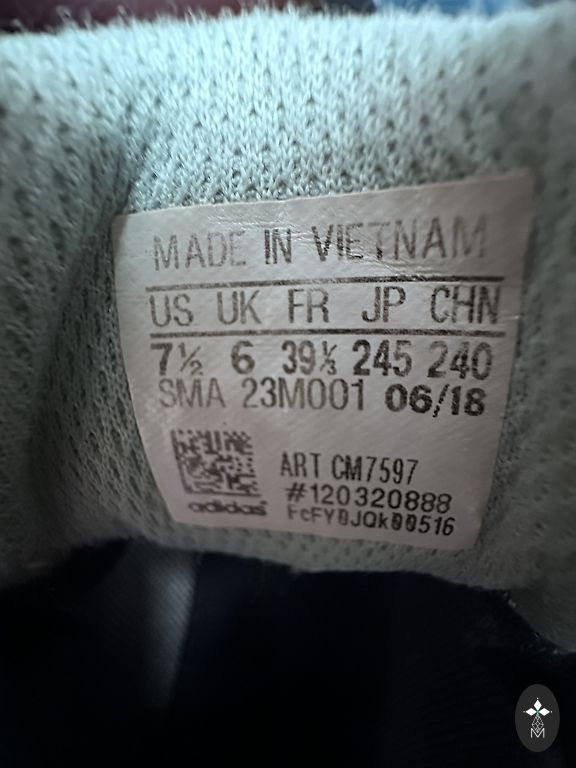 MADE IN VIETNAM
US UK FR JP CHN
7½ 6 39⅓ 245 240
SMA 23M001 06/18
ART CM7597
#120320888
adidas